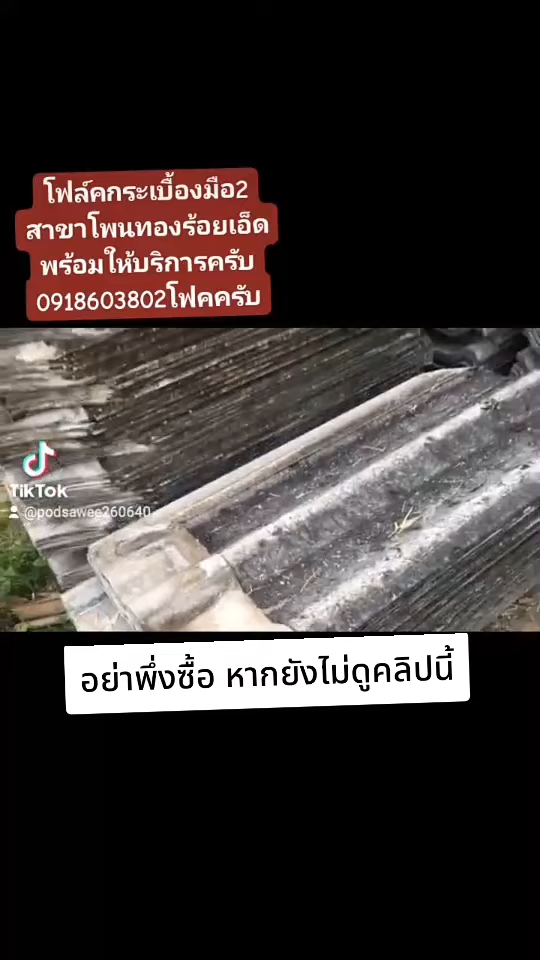 โฟล์คกระเบื้องมือ2
สาขาโพนทองร้อยเอ็ด
พร้อมให้บริการครับ
0918603802โฟคครับ
TikTok
@podsawee260640
อย่าพึ่งซื้อ หากยังไม่ดูคลิปนี้